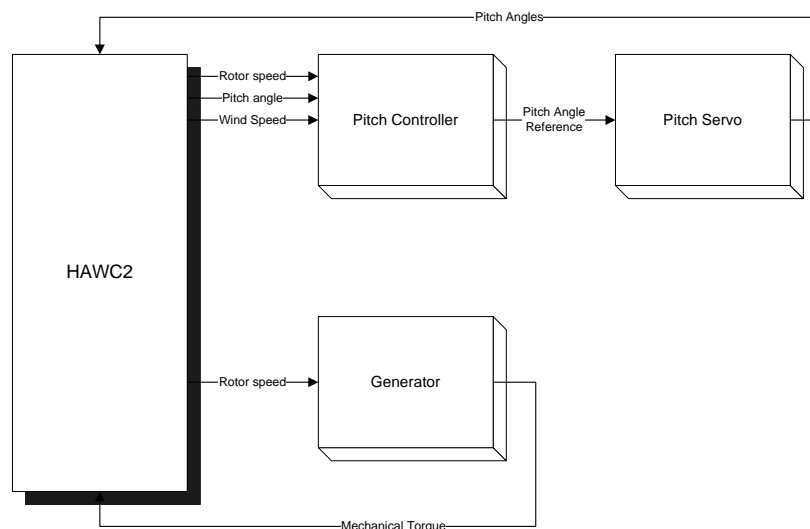 Pitch Angles
Rotor speed
Pitch angle
Wind Speed
Pitch Controller
Pitch Angle
Reference
Pitch Servo
HAWC2
Rotor speed
Generator
Mechanical Torque